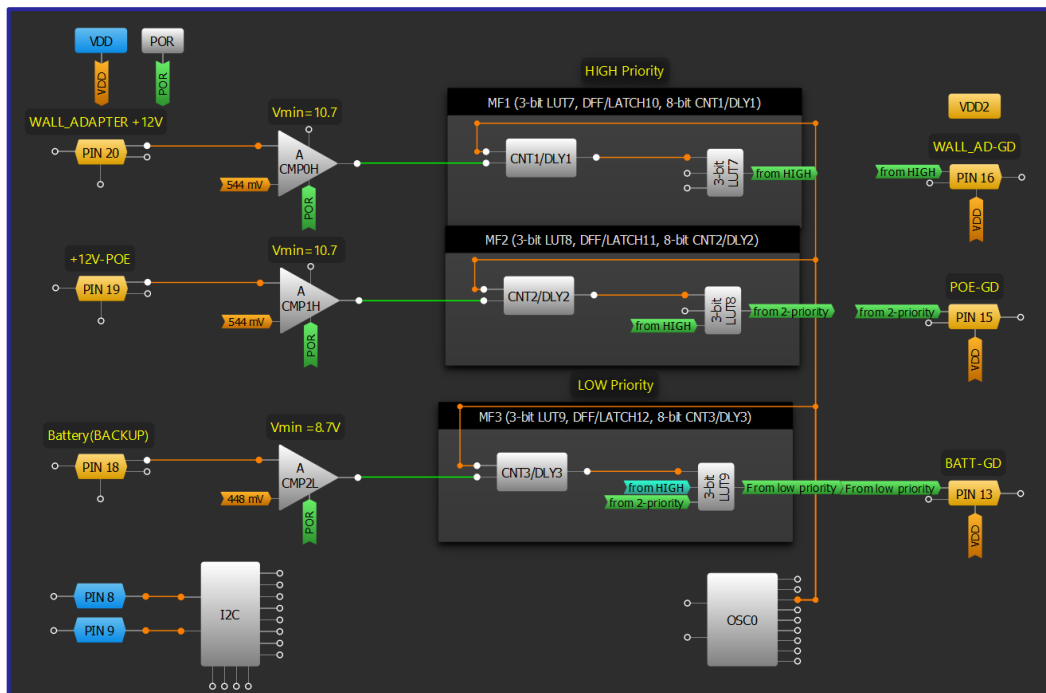 VDD
POR
VDD
POR
WALL_ADAPTER +12V
PIN 20
Vmin=10.7
A
CMP0H
544 mV
POR
HIGH Priority
MF1 (3-bit LUT7, DFF/LATCH10, 8-bit CNT1/DLY1)
CNT1/DLY1
3-bit
LUT7
from HIGH
VDD2
WALL_AD-GD
from HIGH
PIN 16
VDD
+12V-POE
PIN 19
Vmin=10.7
A
CMP1H
544 mV
POR
MF2 (3-bit LUT8, DFF/LATCH11, 8-bit CNT2/DLY2)
CNT2/DLY2
from HIGH
3-bit
LUT8
from 2-priority
POE-GD
from 2-priority
PIN 15
VDD
LOW Priority
Battery(BACKUP)
PIN 18
Vmin =8.7V
A
CMP2L
448 mV
POR
MF3 (3-bit LUT9, DFF/LATCH12, 8-bit CNT3/DLY3)
CNT3/DLY3
from HIGH
from 2-priority
3-bit
LUT9
From low priority
BATT-GD
From low priority
PIN 13
VDD
PIN 8
PIN 9
I2C
OSC0